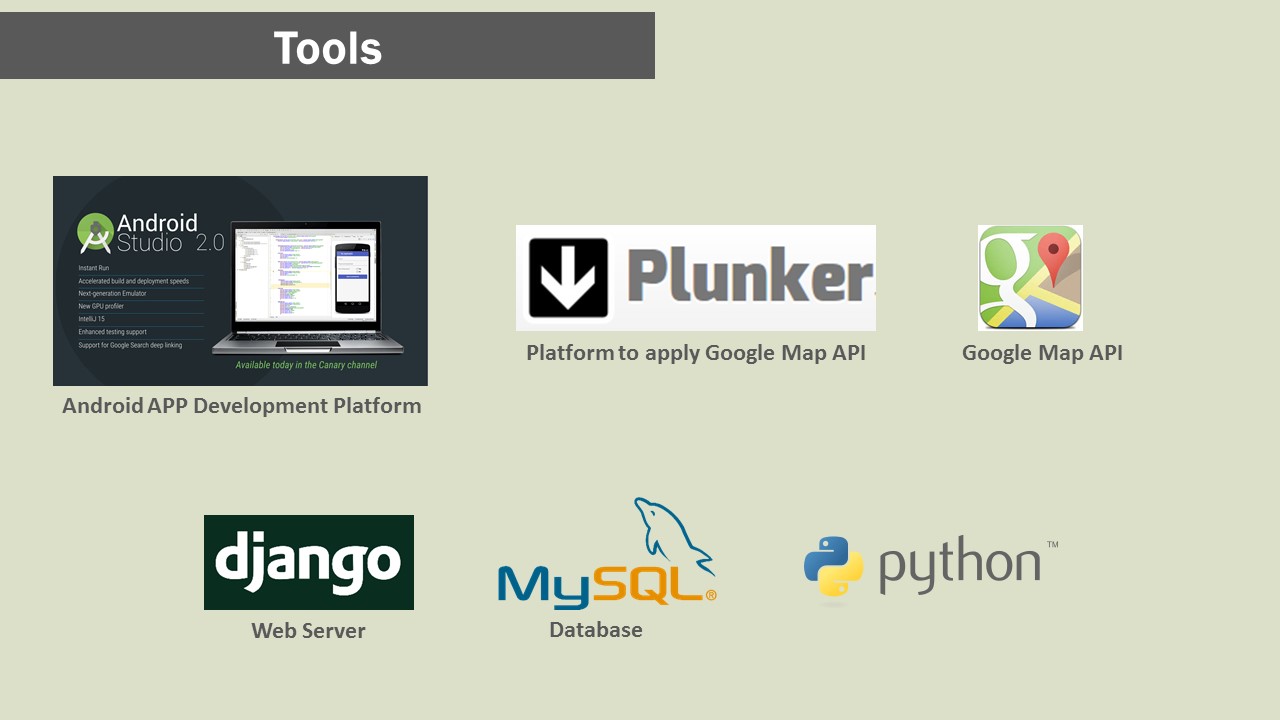 Tools
Android
Studio 2.0
Instant Run
Accelerated build and deployment speeds
Next-generation Emulator
New GPU profiler
IntelliJ 15
Enhanced testing support
Support for Google Search deep linking
Available today in the Canary channel
Android APP Development Platform
Plunker
Platform to apply Google Map API
g
Google Map API
django
Web Server
MySQL®
Database
python™